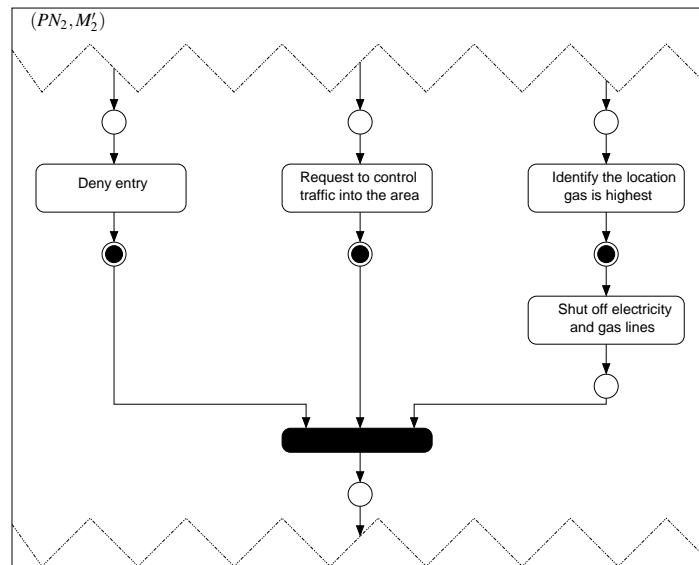 (PN₂, M′₂)
Deny entry
Request to control
traffic into the area
Identify the location
gas is highest
Shut off electricity
and gas lines